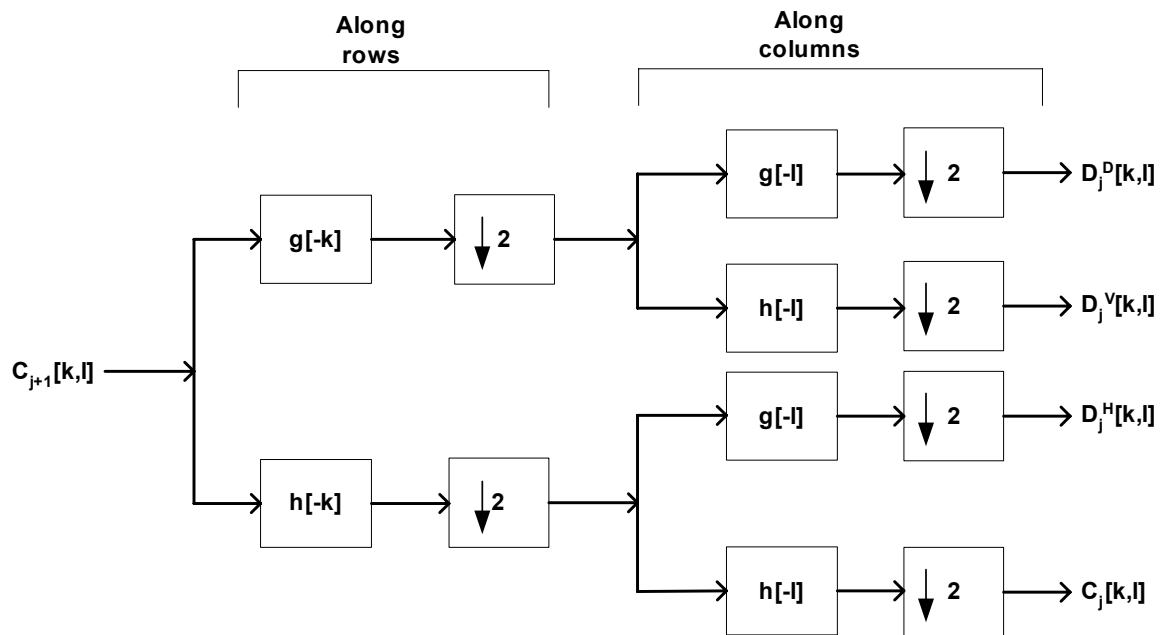 Along
rows
Along
columns
g[-l]
2
D_j^D[k,l]
g[-k]
2
h[-l]
2
D_j^V[k,l]
C_{j+1}[k,l]
g[-l]
2
D_j^H[k,l]
h[-k]
2
h[-l]
2
C_j[k,l]